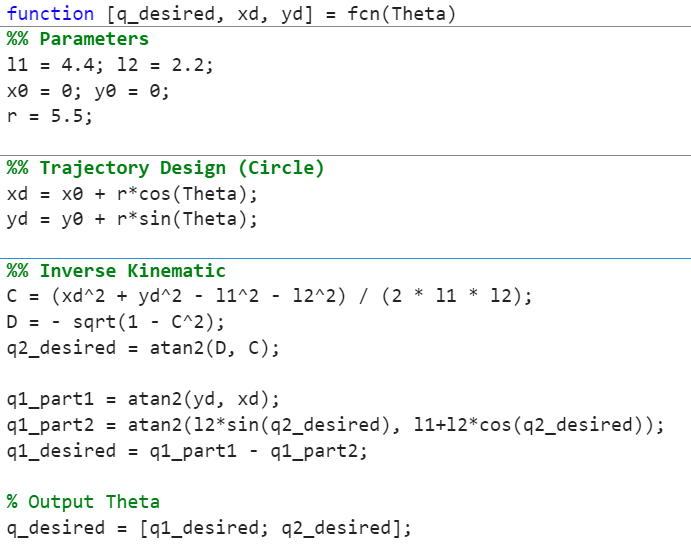 function [q_desired, xd, yd] = fcn(Theta)
%% Parameters
l1 = 4.4; l2 = 2.2;
x0 = 0; y0 = 0;
r = 5.5;
%% Trajectory Design (Circle)
xd = x0 + r*cos(Theta);
yd = y0 + r*sin(Theta);
%% Inverse Kinematic
C = (xd^2 + yd^2 - l1^2 - l2^2) / (2 * l1 * l2);
D = - sqrt(1 - C^2);
q2_desired = atan2(D, C);
q1_part1 = atan2(yd, xd);
q1_part2 = atan2(l2*sin(q2_desired), l1+l2*cos(q2_desired));
q1_desired = q1_part1 - q1_part2;
% Output Theta
q_desired = [q1_desired; q2_desired];